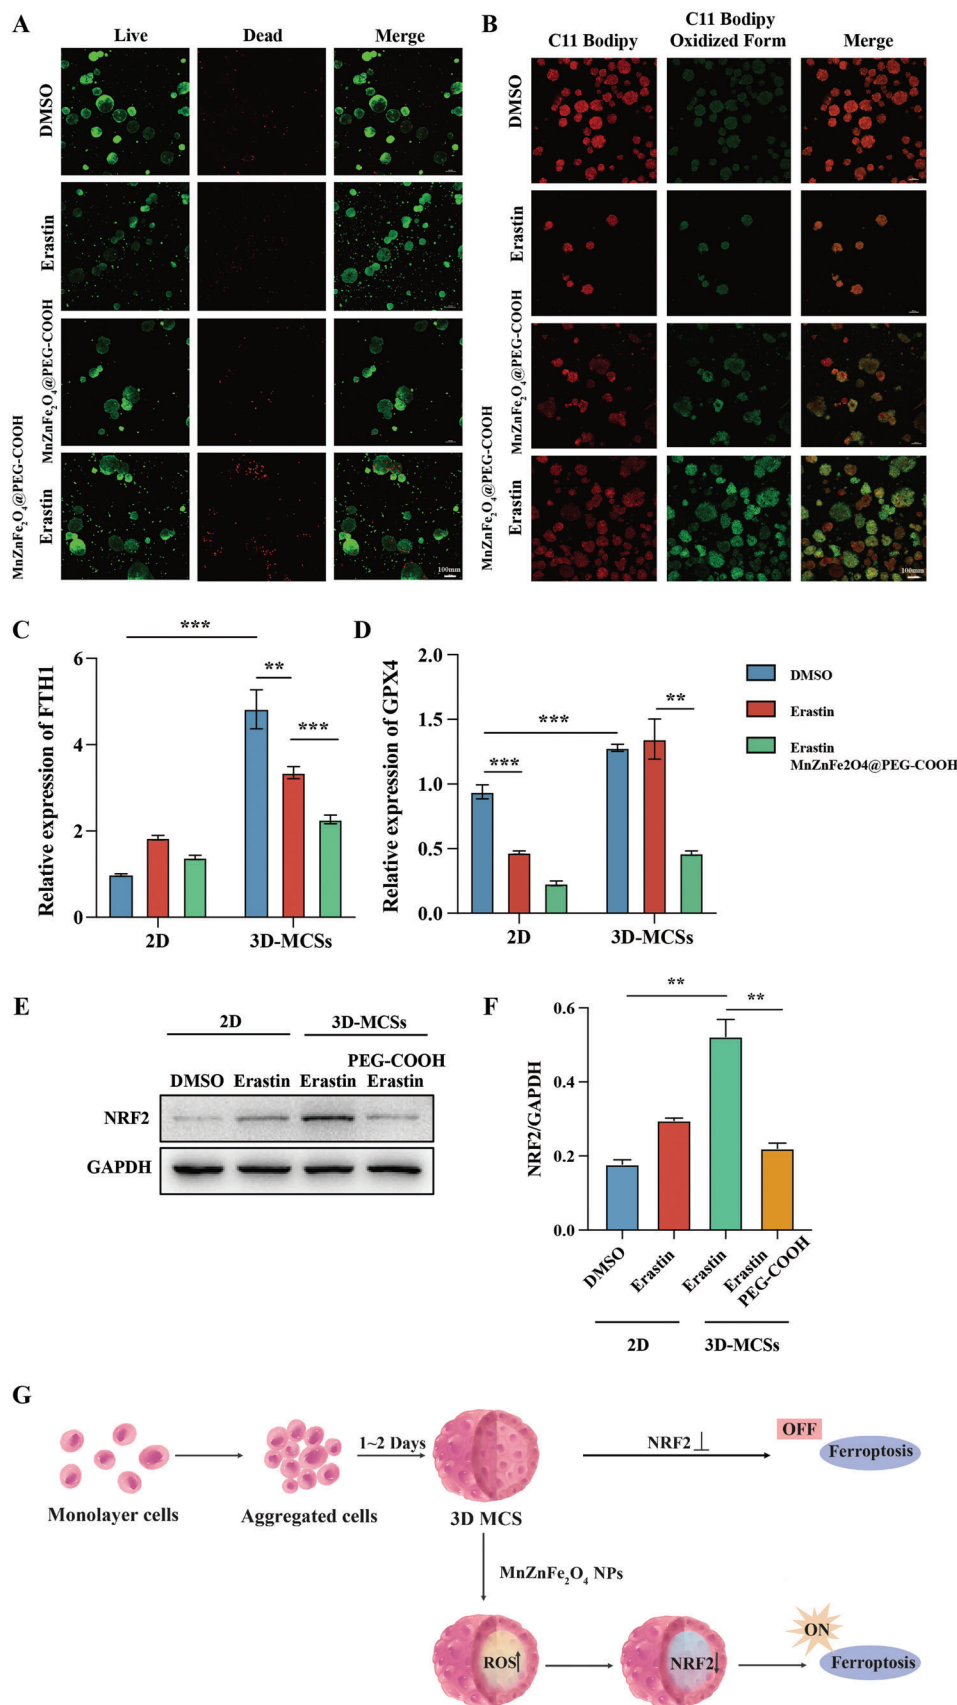 A
Live Dead Merge
DMSO
Erastin
MnZnFe₂O₄@PEG-COOH
MnZnFe₂O₄@PEG-COOH
Erastin
100mm
B
C11 Bodipy
C11 Bodipy
Oxidized Form
Merge
DMSO
Erastin
MnZnFe₂O₄@PEG-COOH
MnZnFe₂O₄@PEG-COOH
Erastin
100mm
C
Relative expression of FTH1
6
4
2
0
***
**
***
2D 3D-MCSs
D
Relative expression of GPX4
2.0
1.5
1.0
0.5
0.0
***
***
**
2D 3D-MCSs
DMSO
Erastin
Erastin
MnZnFe2O4@PEG-COOH
E
2D 3D-MCSs
PEG-COOH
DMSO Erastin Erastin Erastin
NRF2
GAPDH
F
NRF2/GAPDH
0.6
0.4
0.2
0.0
**
**
DMSO
Erastin
Erastin
Erastin
PEG-COOH
2D 3D-MCSs
G
Monolayer cells
Aggregated cells
1~2 Days
3D MCS
NRF2 ⊥
OFF
Ferroptosis
MnZnFe₂O₄ NPs
ROS↑
NRF2↓
ON
Ferroptosis